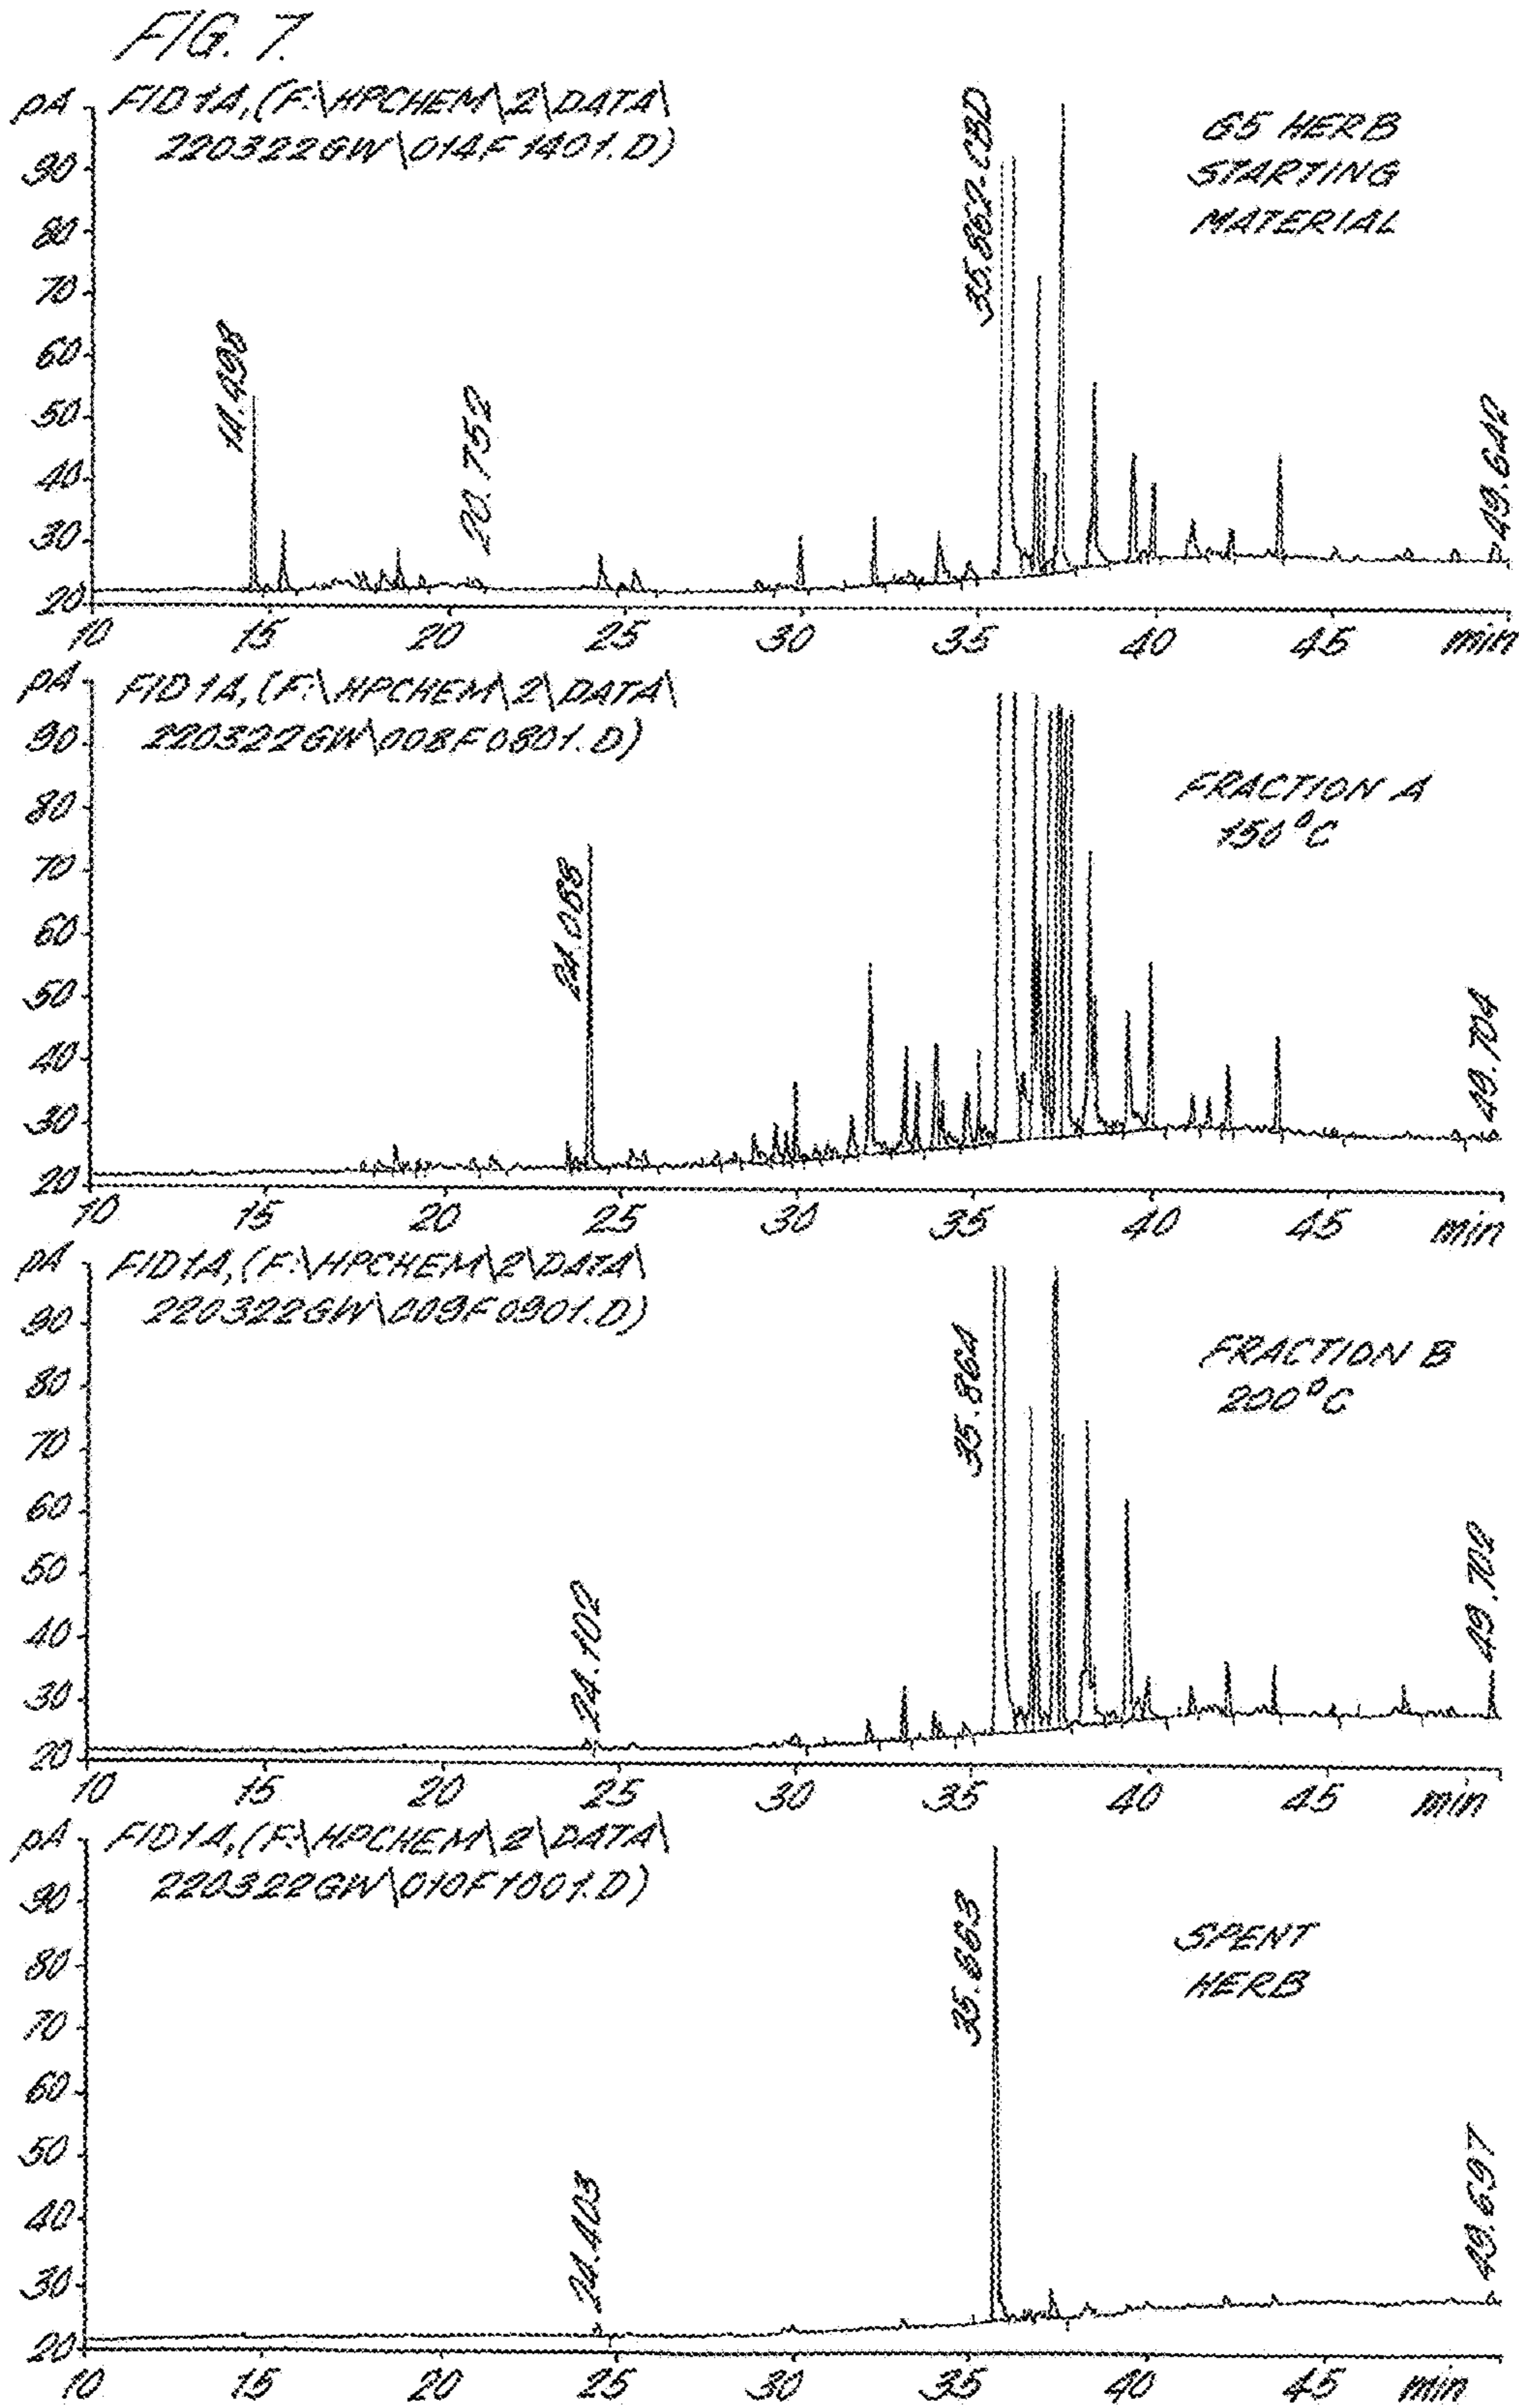 FIG. 7.
pA FID1A,(F:\HPCHEM\2\DATA\
220322GW\014F1401.D)
G5 HERB
STARTING
MATERIAL
90
80
70
60
50
40
30
20
14.498
20.752
35.862-CBD
49.642
10 15 20 25 30 35 40 45 min
pA FID1A,(F:\HPCHEM\2\DATA\
220322GW\008F0801.D)
FRACTION A
150°C
90
80
70
60
50
40
30
20
24.088
49.704
10 15 20 25 30 35 40 45 min
pA FID1A,(F:\HPCHEM\2\DATA\
220322GW\009F0901.D)
FRACTION B
200°C
90
80
70
60
50
40
30
20
24.102
35.864
49.702
10 15 20 25 30 35 40 45 min
pA FID1A,(F:\HPCHEM\2\DATA\
220322GW\010F1001.D)
SPENT
HERB
90
80
70
60
50
40
30
20
24.403
35.663
49.697
10 15 20 25 30 35 40 45 min